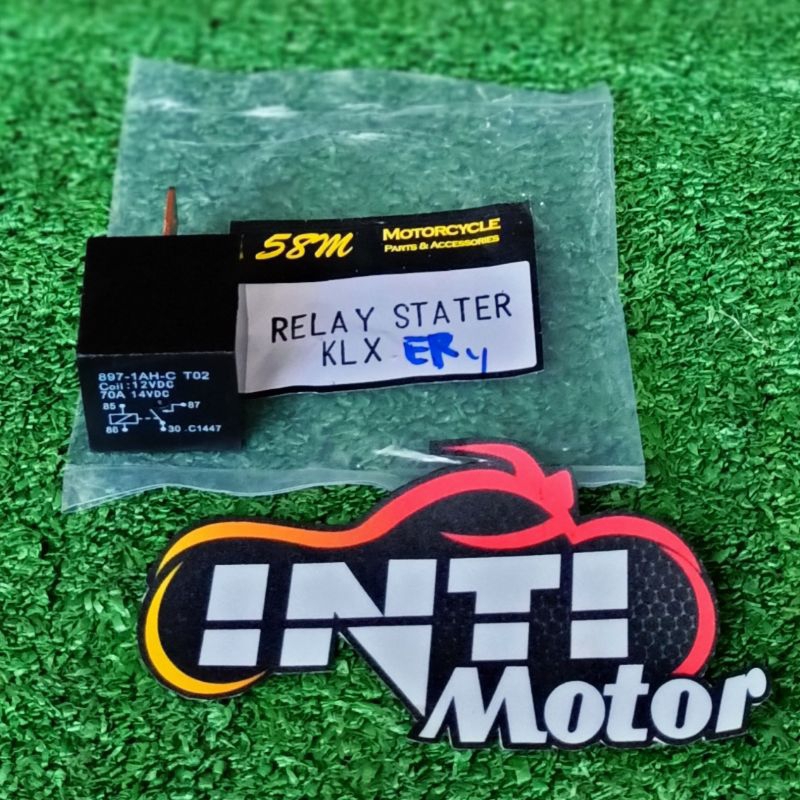 58M
MOTORCYCLE
PARTS & ACCESSORIES
RELAY STATER
KLX ER
897-1AH-C T02
Coil:12VDC
70A 14VDC
85 87
86 30 .C1447
INTI
Motor